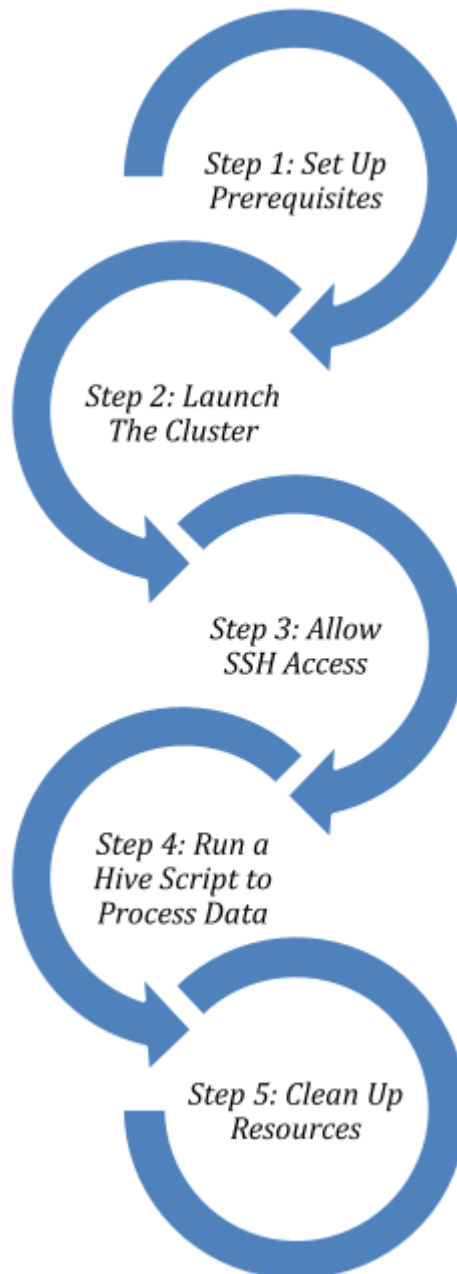 Step 1: Set Up
Prerequisites
Step 2: Launch
The Cluster
Step 3: Allow
SSH Access
Step 4: Run a
Hive Script to
Process Data
Step 5: Clean Up
Resources